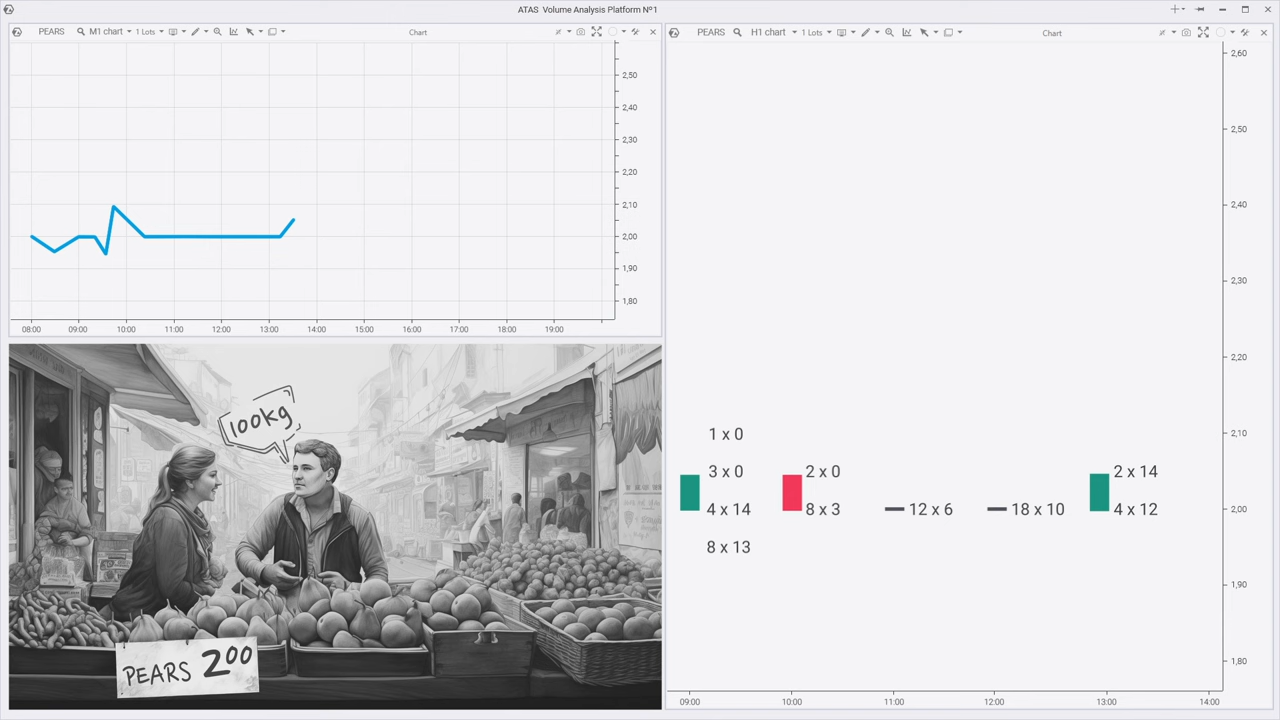 ATAS Volume Analysis Platform Nº1
PEARS M1 chart 1 Lots Chart
2,50
2,40
2,30
2,20
2,10
2,00
1,90
1,80
08:00 09:00 10:00 11:00 12:00 13:00 14:00 15:00 16:00 17:00 18:00 19:00
100kg
PEARS 2⁰⁰
PEARS H1 chart 1 Lots Chart
2,60
2,50
2,40
2,30
2,20
2,10
2,00
1,90
1,80
1 x 0
3 x 0 2 x 0 2 x 14
4 x 14 8 x 3 12 x 6 18 x 10 4 x 12
8 x 13
09:00 10:00 11:00 12:00 13:00 14:00